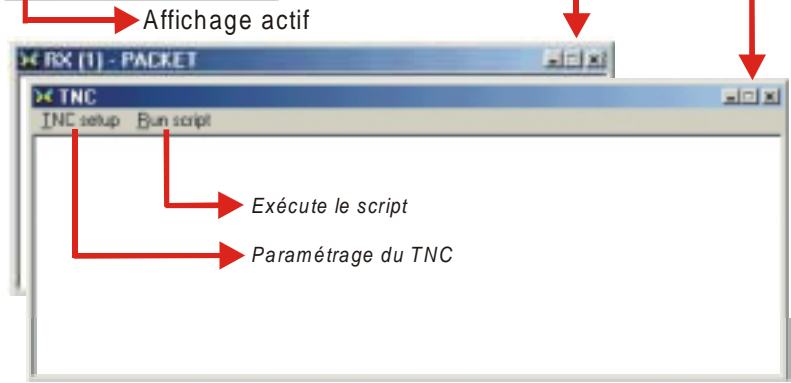 Affichage actif
RX (1) - PACKET
TNC
TNC setup Run script
Exécute le script
Paramétrage du TNC